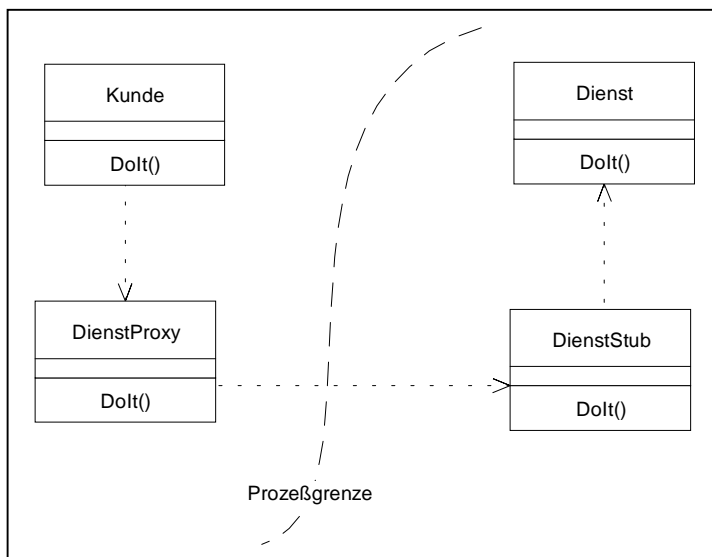 Kunde
DoIt()
Dienst
DoIt()
DienstProxy
DoIt()
DienstStub
DoIt()
Prozeßgrenze